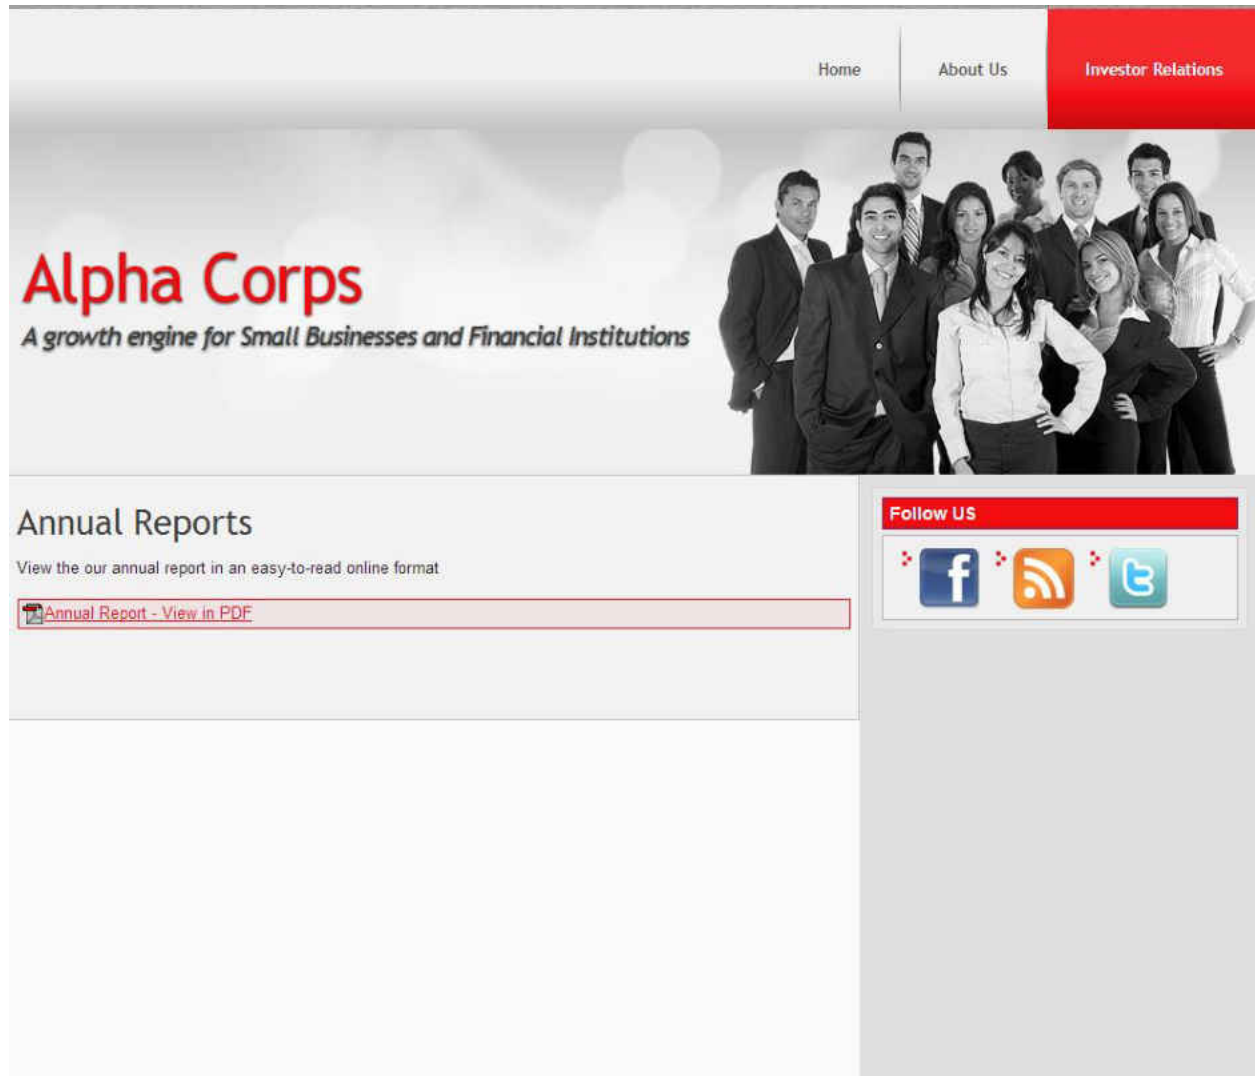 Home
About Us
Investor Relations
Alpha Corps
A growth engine for Small Businesses and Financial Institutions
Annual Reports
View the our annual report in an easy-to-read online format
Annual Report - View in PDF
Follow US